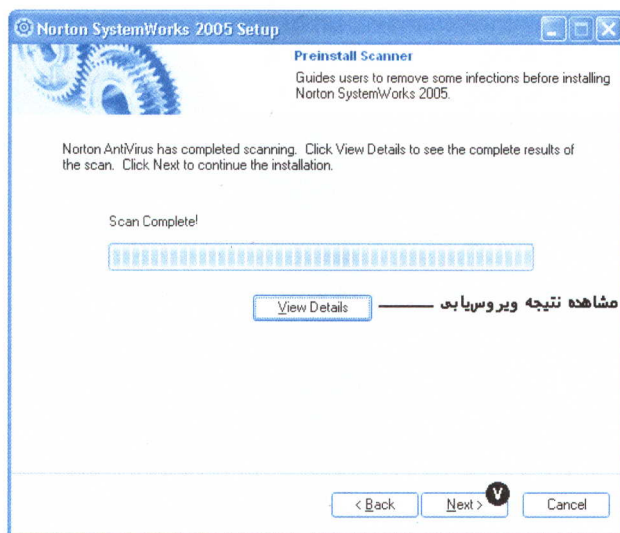 Norton SystemWorks 2005 Setup
Preinstall Scanner
Guides users to remove some infections before installing
Norton SystemWorks 2005.
Norton AntiVirus has completed scanning. Click View Details to see the complete results of
the scan. Click Next to continue the installation.
Scan Complete!
View Details
مشاهده نتیجه ویروس‌یابی
< Back
Next >
۷
Cancel